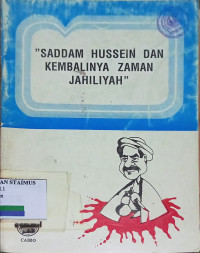 "SADDAM HUSSEIN DAN
KEMBALINYA ZAMAN
JAHILIYAH"
AN STAIMUS
CAIRO